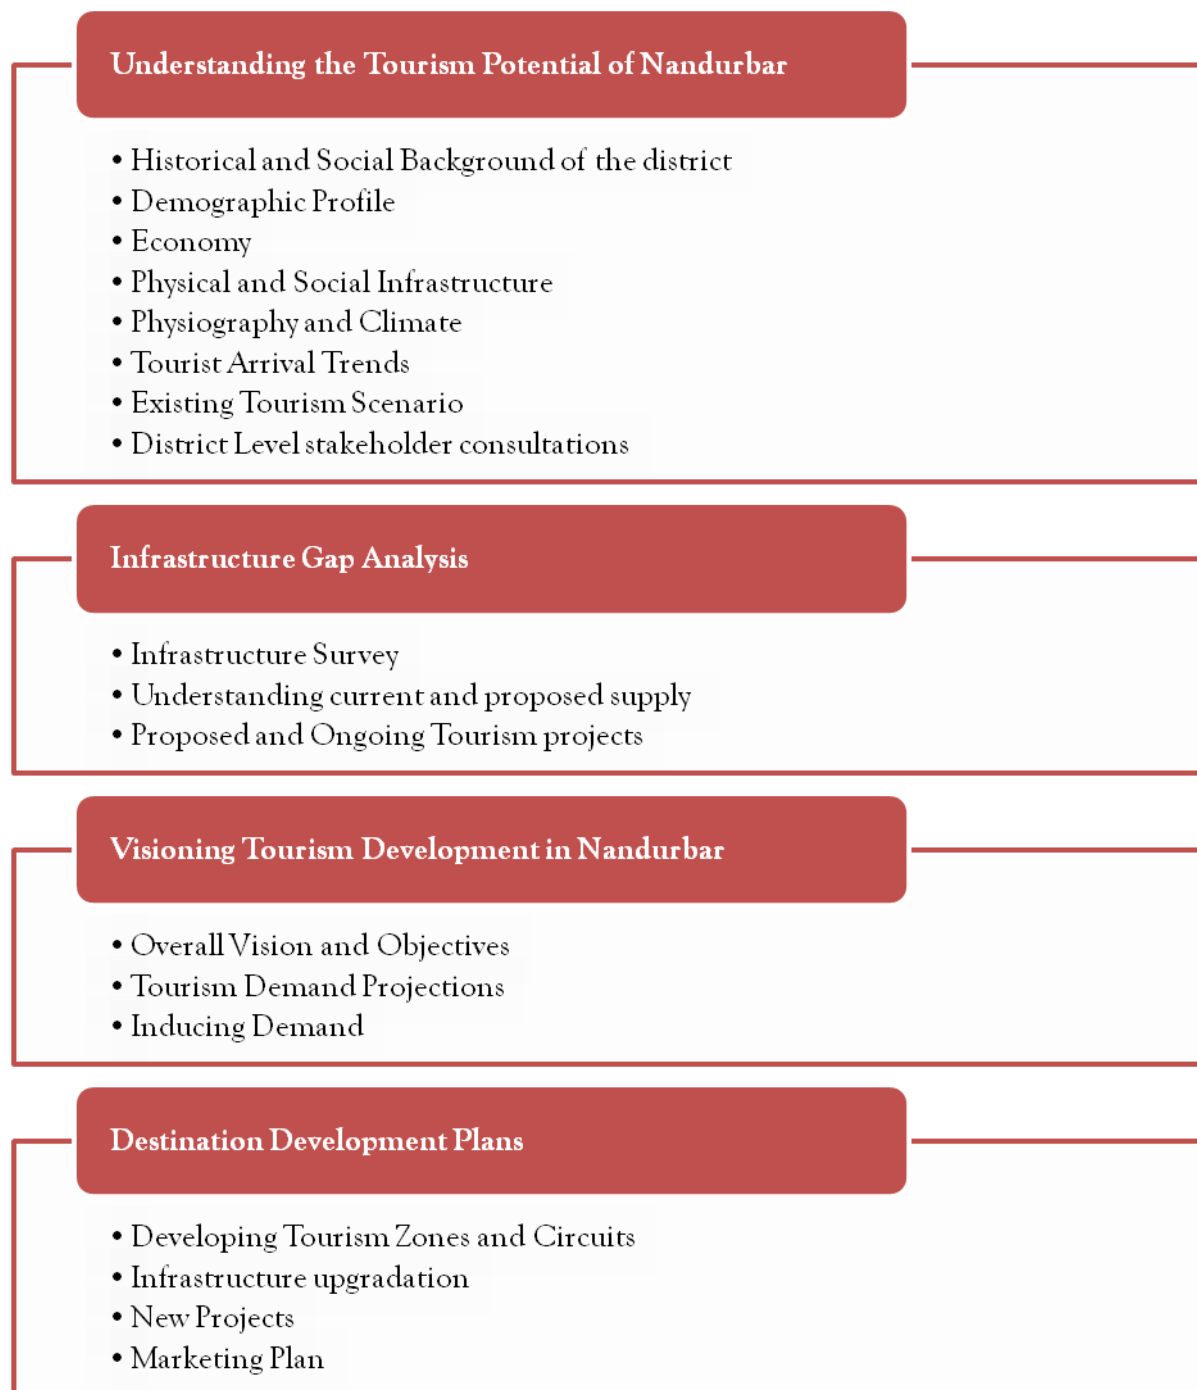 Understanding the Tourism Potential of Nandurbar
• Historical and Social Background of the district
• Demographic Profile
• Economy
• Physical and Social Infrastructure
• Physiography and Climate
• Tourist Arrival Trends
• Existing Tourism Scenario
• District Level stakeholder consultations
Infrastructure Gap Analysis
• Infrastructure Survey
• Understanding current and proposed supply
• Proposed and Ongoing Tourism projects
Visioning Tourism Development in Nandurbar
• Overall Vision and Objectives
• Tourism Demand Projections
• Inducing Demand
Destination Development Plans
• Developing Tourism Zones and Circuits
• Infrastructure upgradation
• New Projects
• Marketing Plan